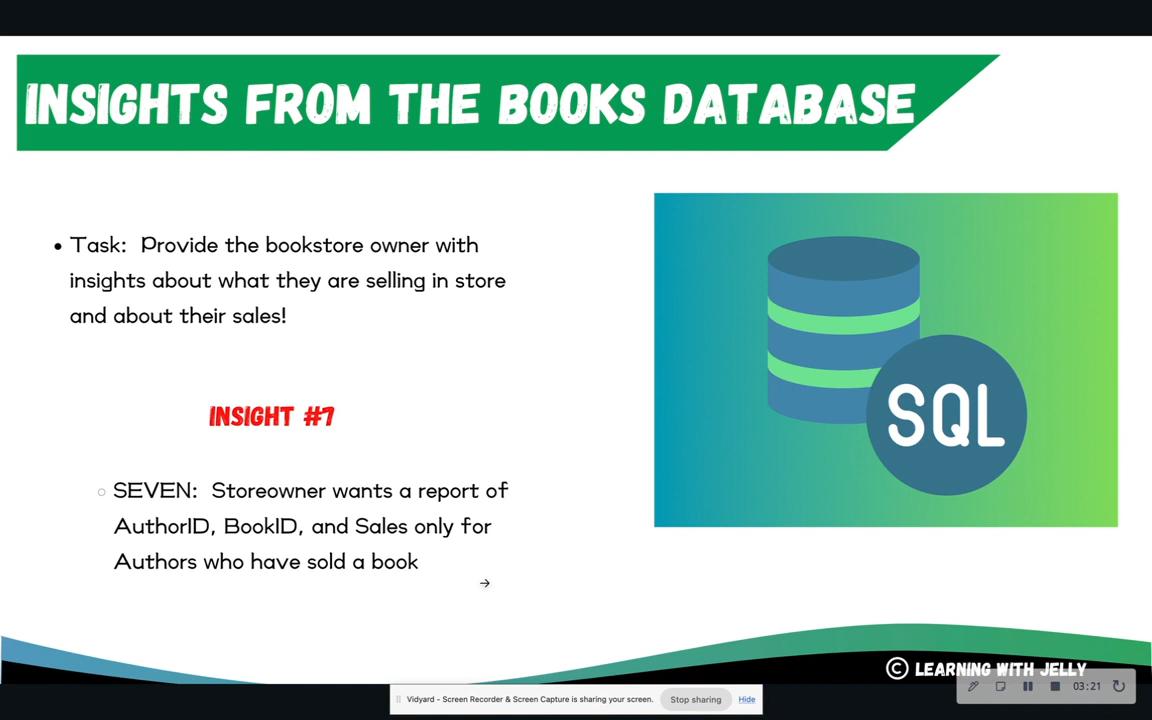 INSIGHTS FROM THE BOOKS DATABASE
Task: Provide the bookstore owner with
insights about what they are selling in store
and about their sales!
INSIGHT #7
SEVEN: Storeowner wants a report of
AuthorID, BookID, and Sales only for
Authors who have sold a book
SQL
© LEARNING WITH JELLY
Vidyard - Screen Recorder & Screen Capture is sharing your screen.
Stop sharing
Hide
03:21